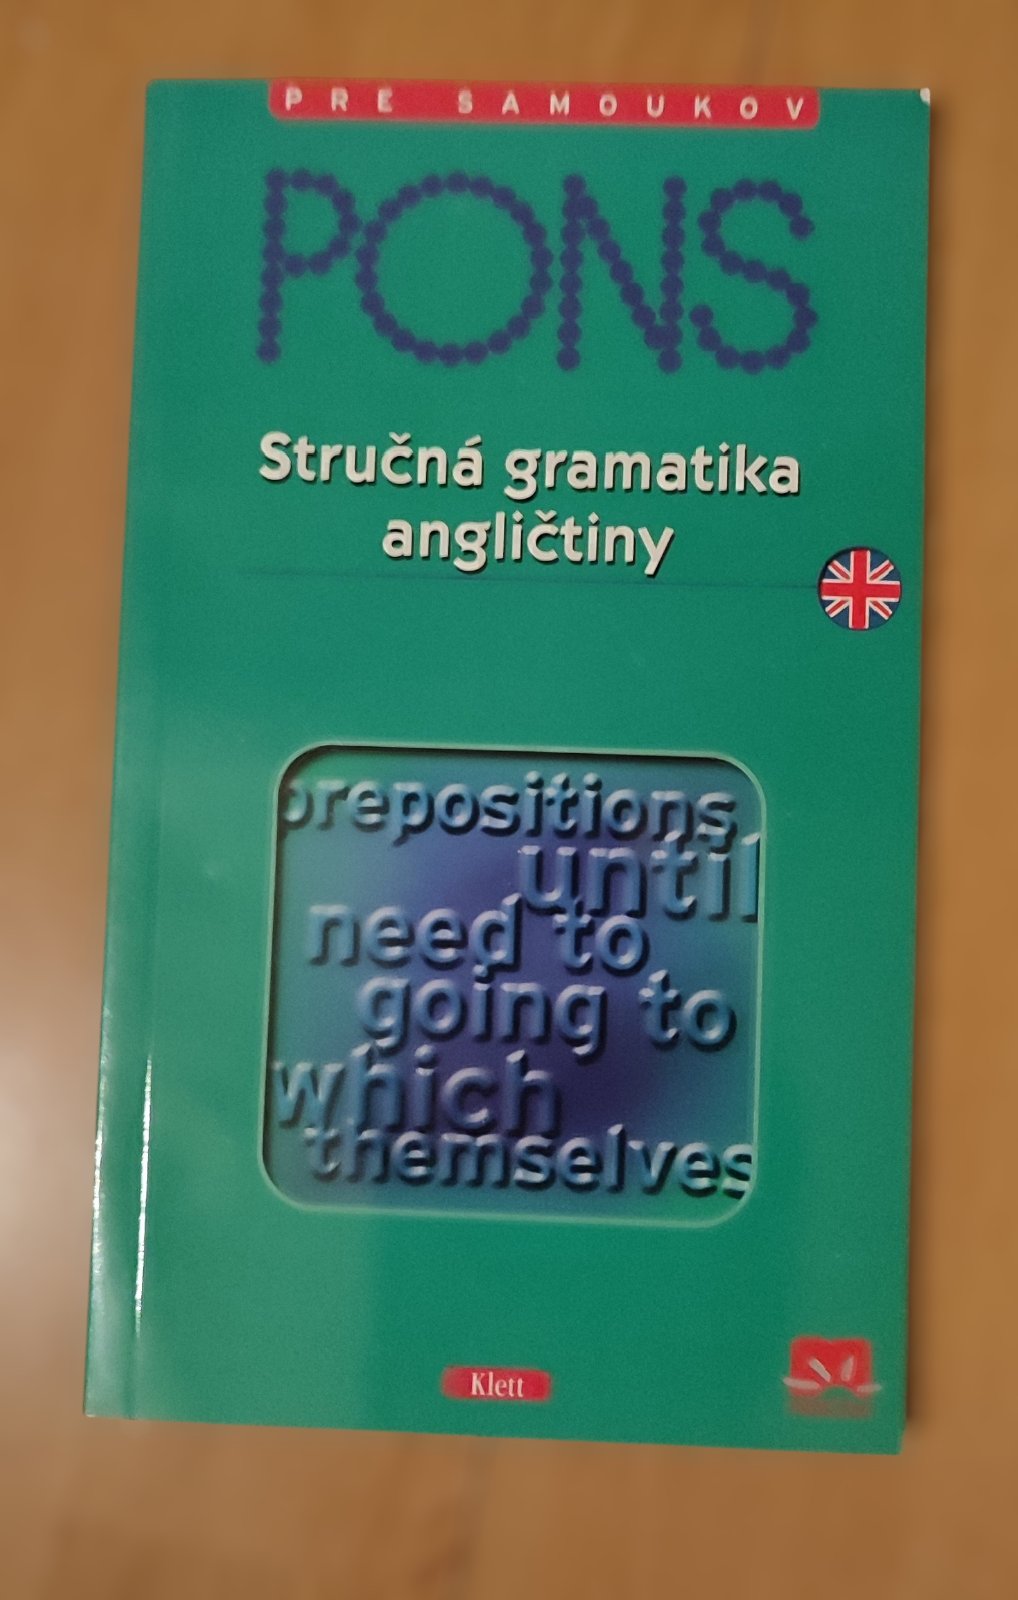 PRE SAMOUKOV
PONS
Stručná gramatika
angličtiny
prepositions
until
need to
going to
which
themselves
Klett